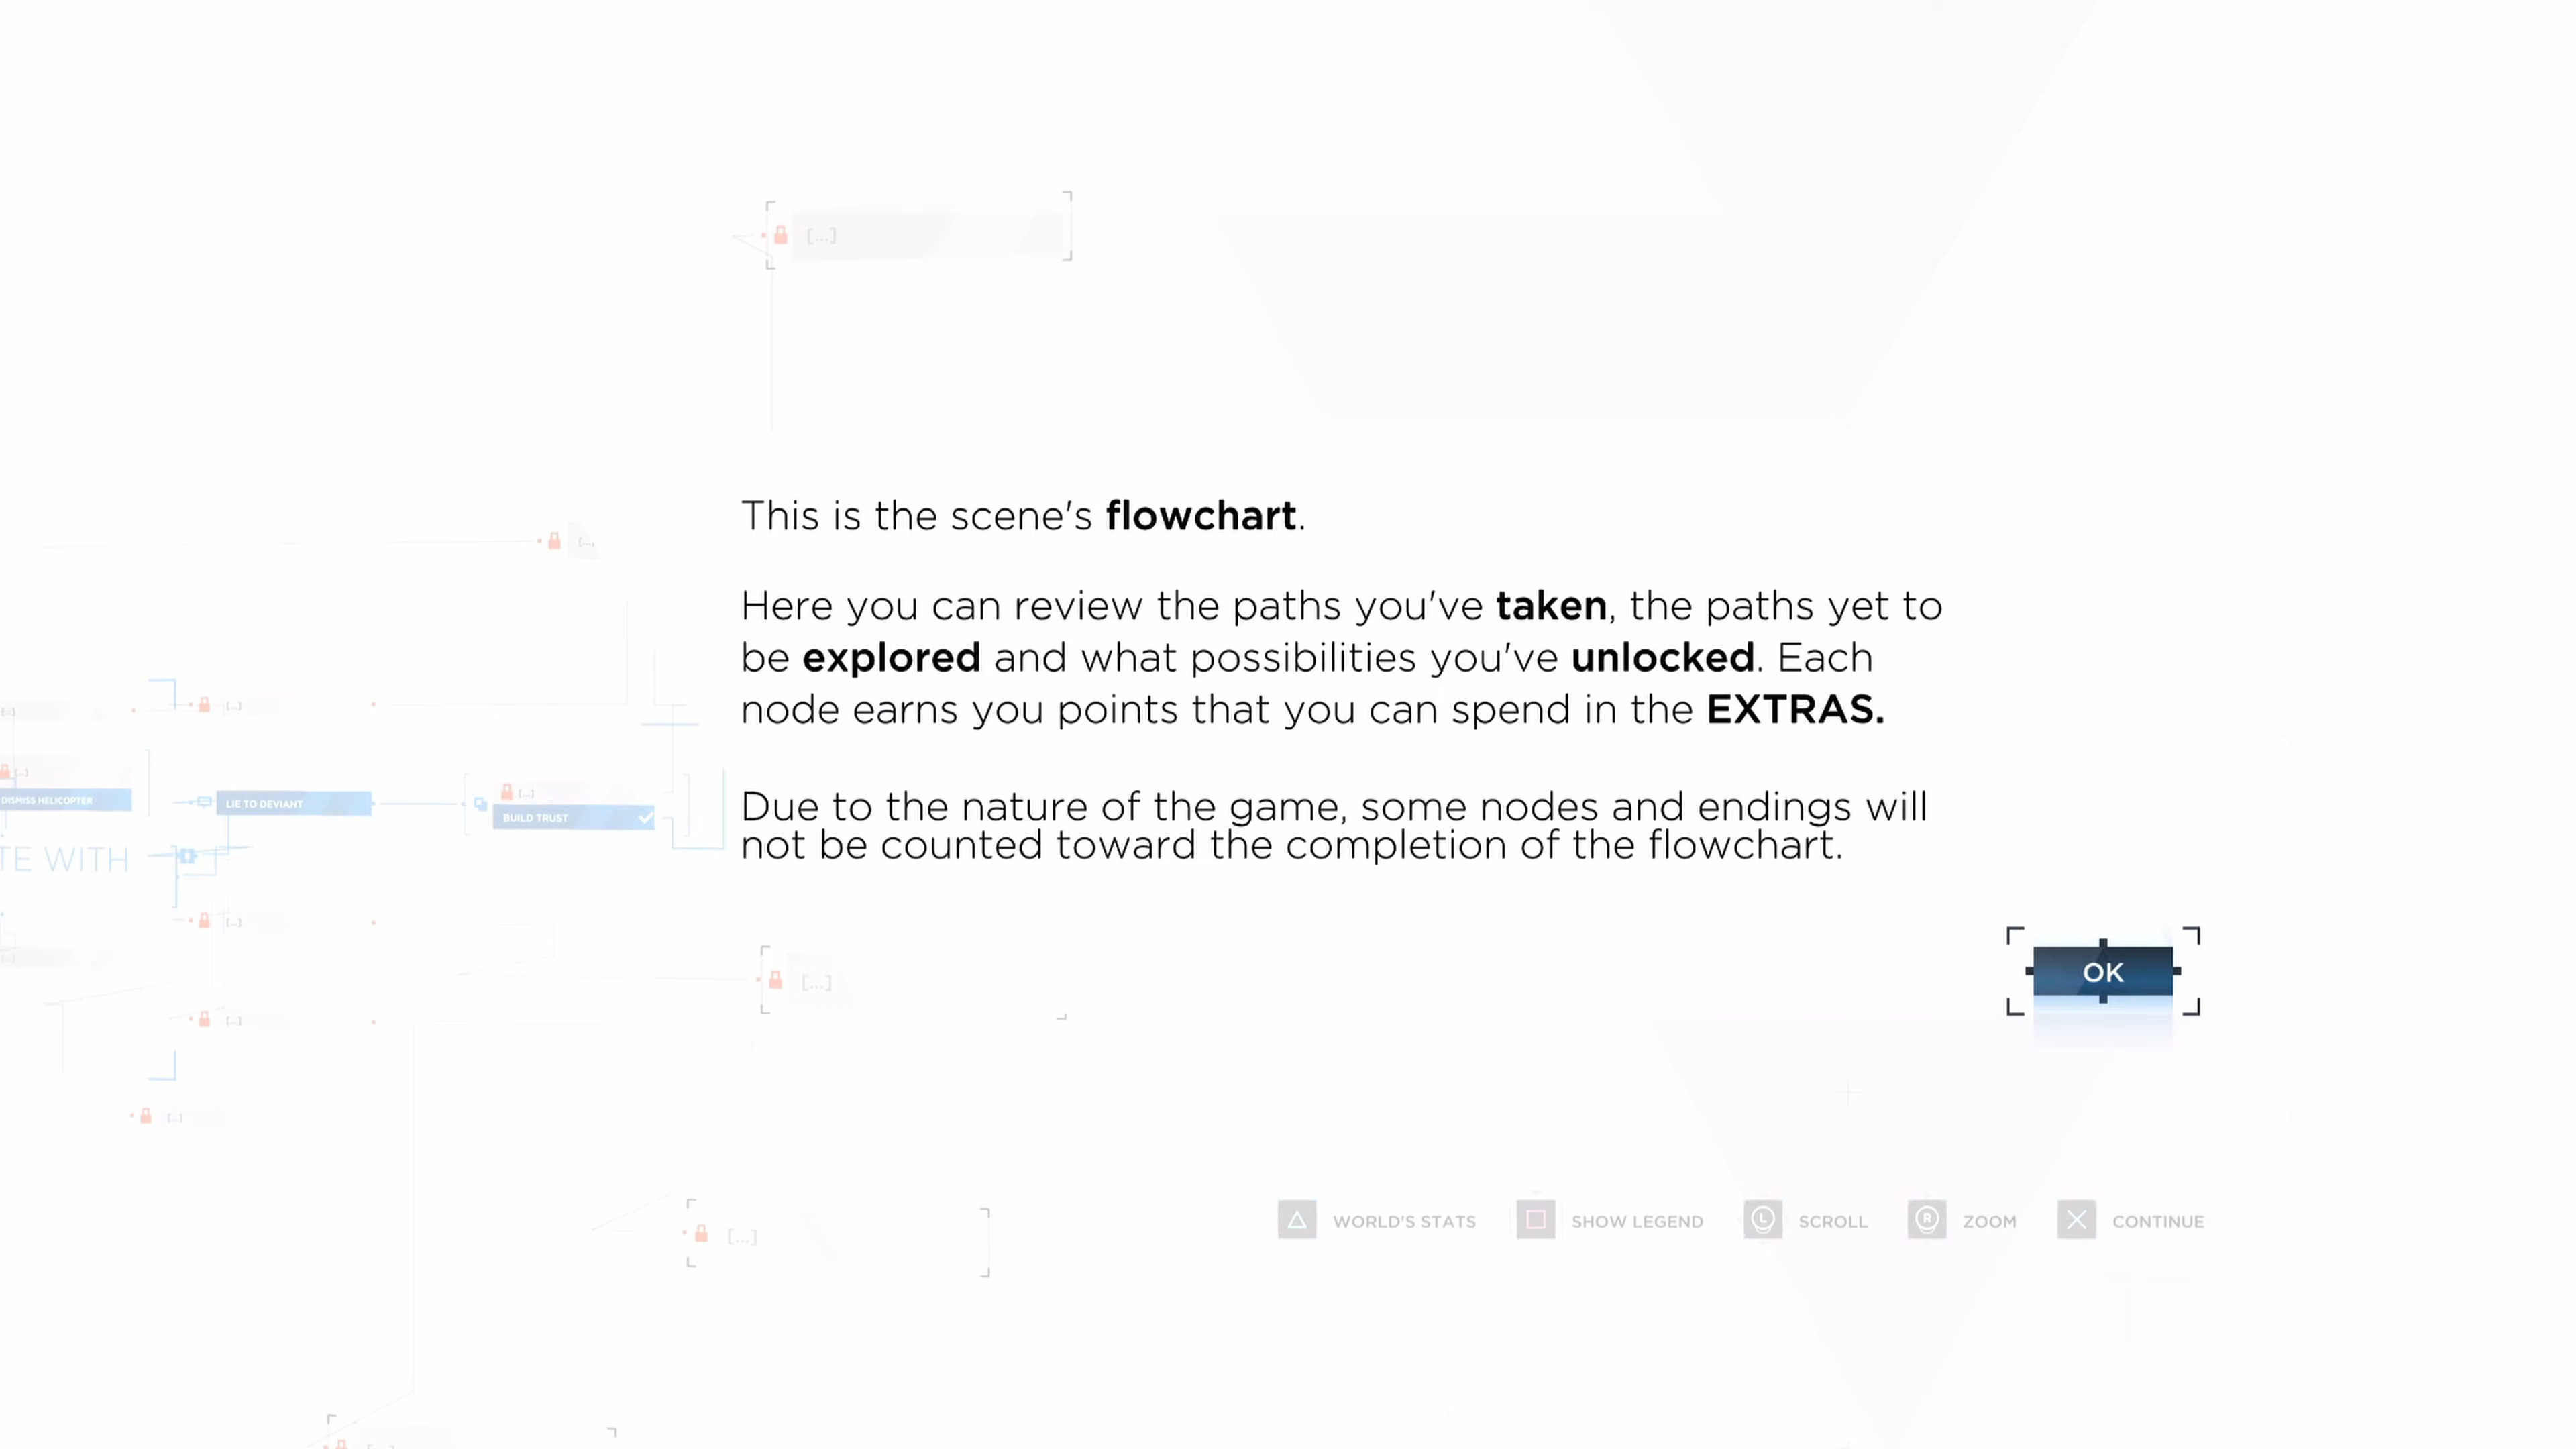 [...]
This is the scene's flowchart.
[...]
Here you can review the paths you've taken, the paths yet to
be explored and what possibilities you've unlocked. Each
node earns you points that you can spend in the EXTRAS.
[...]
[...]
[...]
[...]
DISMISS HELICOPTER
LIE TO DEVIANT
BUILD TRUST
Due to the nature of the game, some nodes and endings will
not be counted toward the completion of the flowchart.
TE WITH
[...]
[...]
[...]
OK
[...]
[...]
[...]
WORLD'S STATS
L
R
SHOW LEGEND
SCROLL
ZOOM
CONTINUE
[...]